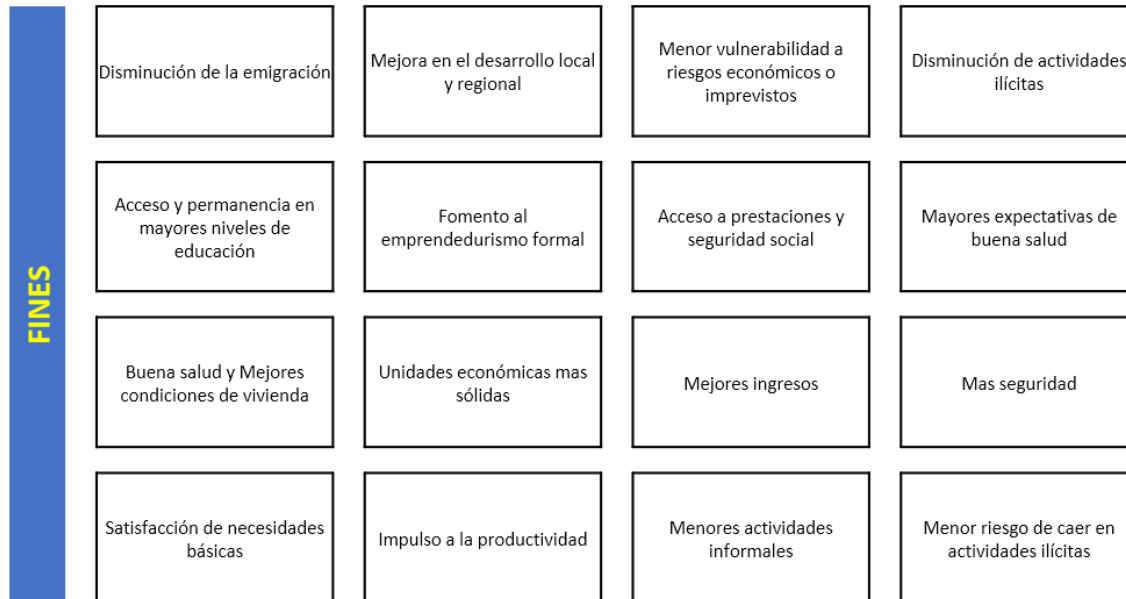 FINES
Disminución de la emigración
Mejora en el desarrollo local
y regional
Menor vulnerabilidad a
riesgos económicos o
imprevistos
Disminución de actividades
ilícitas
Acceso y permanencia en
mayores niveles de
educación
Fomento al
emprendedurismo formal
Acceso a prestaciones y
seguridad social
Mayores expectativas de
buena salud
Buena salud y Mejores
condiciones de vivienda
Unidades económicas mas
sólidas
Mejores ingresos
Mas seguridad
Satisfacción de necesidades
básicas
Impulso a la productividad
Menores actividades
informales
Menor riesgo de caer en
actividades ilícitas